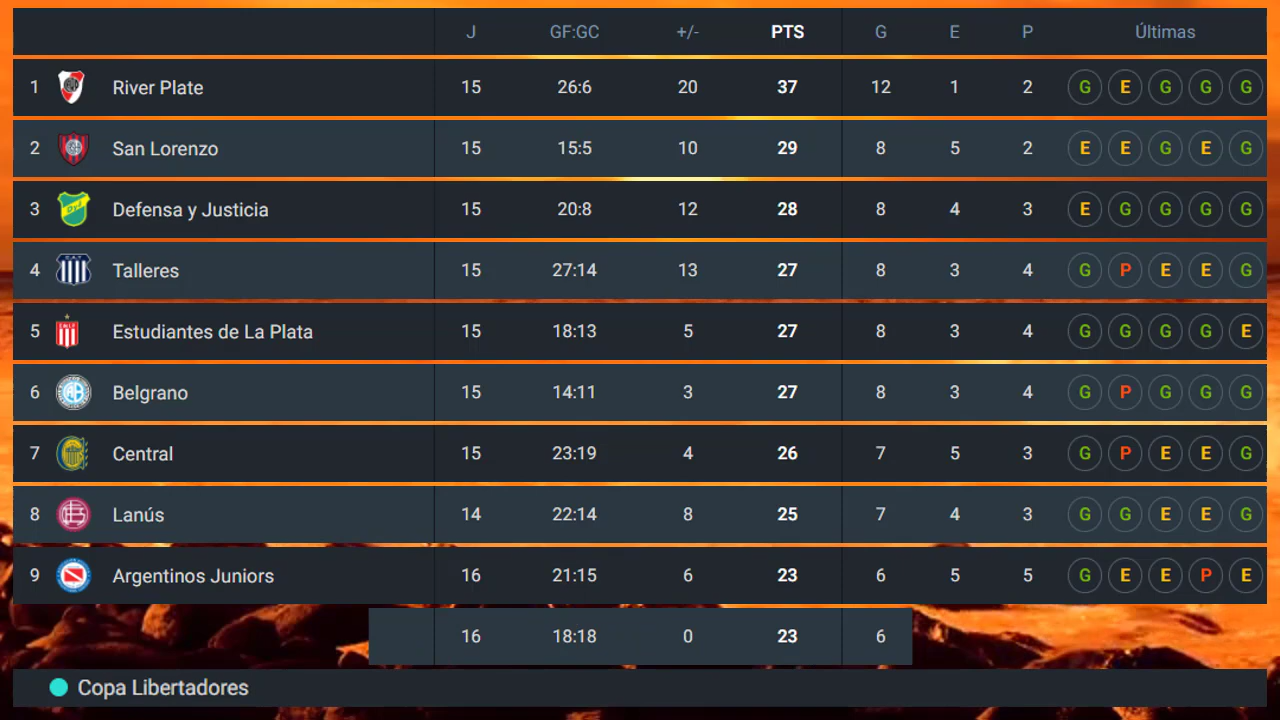 J GF:GC +/- PTS G E P Últimas
1 River Plate 15 26:6 20 37 12 1 2 G E G G G
2 San Lorenzo 15 15:5 10 29 8 5 2 E E G E G
3 Defensa y Justicia 15 20:8 12 28 8 4 3 E G G G G
4 Talleres 15 27:14 13 27 8 3 4 G P E E G
5 Estudiantes de La Plata 15 18:13 5 27 8 3 4 G G G G E
6 Belgrano 15 14:11 3 27 8 3 4 G P G G G
7 Central 15 23:19 4 26 7 5 3 G P E E G
8 Lanús 14 22:14 8 25 7 4 3 G G E E G
9 Argentinos Juniors 16 21:15 6 23 6 5 5 G E E P E
16 18:18 0 23 6
Copa Libertadores